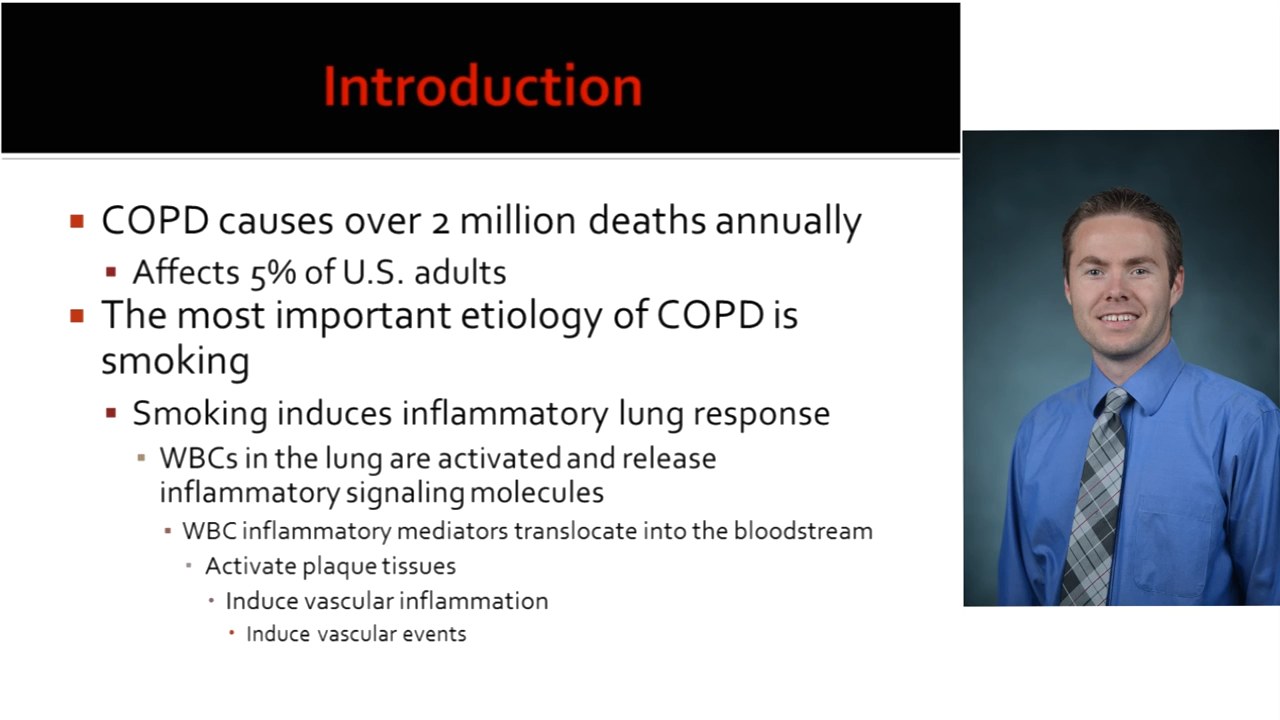 Introduction
COPD causes over 2 million deaths annually
Affects 5% of U.S. adults
The most important etiology of COPD is
smoking
Smoking induces inflammatory lung response
WBCs in the lung are activated and release
inflammatory signaling molecules
WBC inflammatory mediators translocate into the bloodstream
Activate plaque tissues
Induce vascular inflammation
Induce vascular events